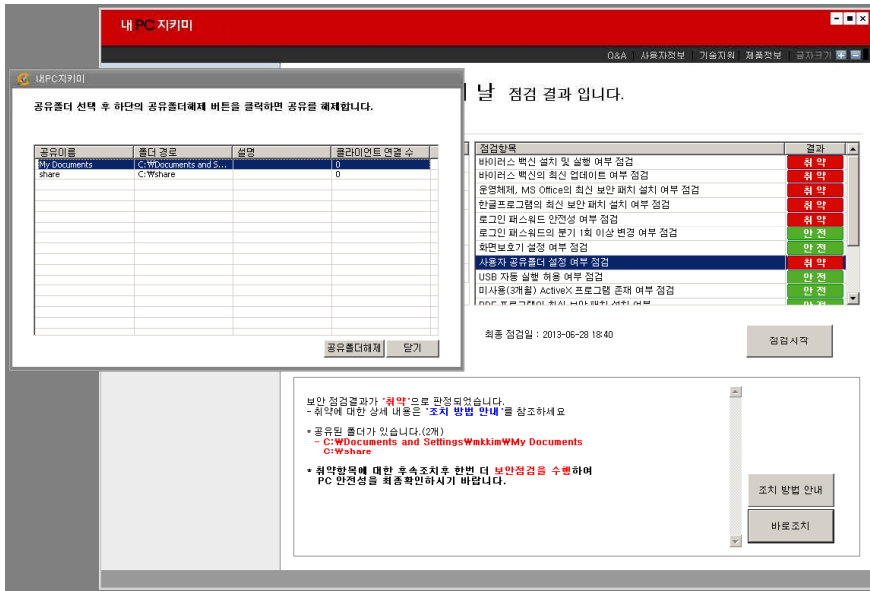 내PC지키미
Q&A 사용자정보 기술지원 제품정보 글자크기
내PC지키미
공유폴더 선택 후 하단의 공유폴더해제 버튼을 클릭하면 공유를 해제합니다.
공유이름 폴더 경로 설명 클라이언트 연결 수
My Documents C:₩Documents and S... 0
share C:₩share 0
공유폴더해제 닫기
날 점검 결과 입니다.
점검항목 결과
바이러스 백신 설치 및 실행 여부 점검 취 약
바이러스 백신의 최신 업데이트 여부 점검 취 약
운영체제, MS Office의 최신 보안 패치 설치 여부 점검 취 약
한글프로그램의 최신 보안 패치 설치 여부 점검 취 약
로그인 패스워드 안전성 여부 점검 취 약
로그인 패스워드의 분기 1회 이상 변경 여부 점검 안 전
화면보호기 설정 여부 점검 안 전
사용자 공유폴더 설정 여부 점검 취 약
USB 자동 실행 허용 여부 점검 안 전
미사용(3개월) ActiveX 프로그램 존재 여부 점검 안 전
최종 점검일 : 2013-06-28 18:40
점검시작
보안 점검결과가 '취약'으로 판정되었습니다.
- 취약에 대한 상세 내용은 '조치 방법 안내'를 참조하세요
* 공유된 폴더가 있습니다.(2개)
- C:₩Documents and Settings₩mkkim₩My Documents
C:₩share
* 취약항목에 대한 후속조치후 한번 더 보안점검을 수행하여
PC 안전성을 최종확인하시기 바랍니다.
조치 방법 안내
바로조치